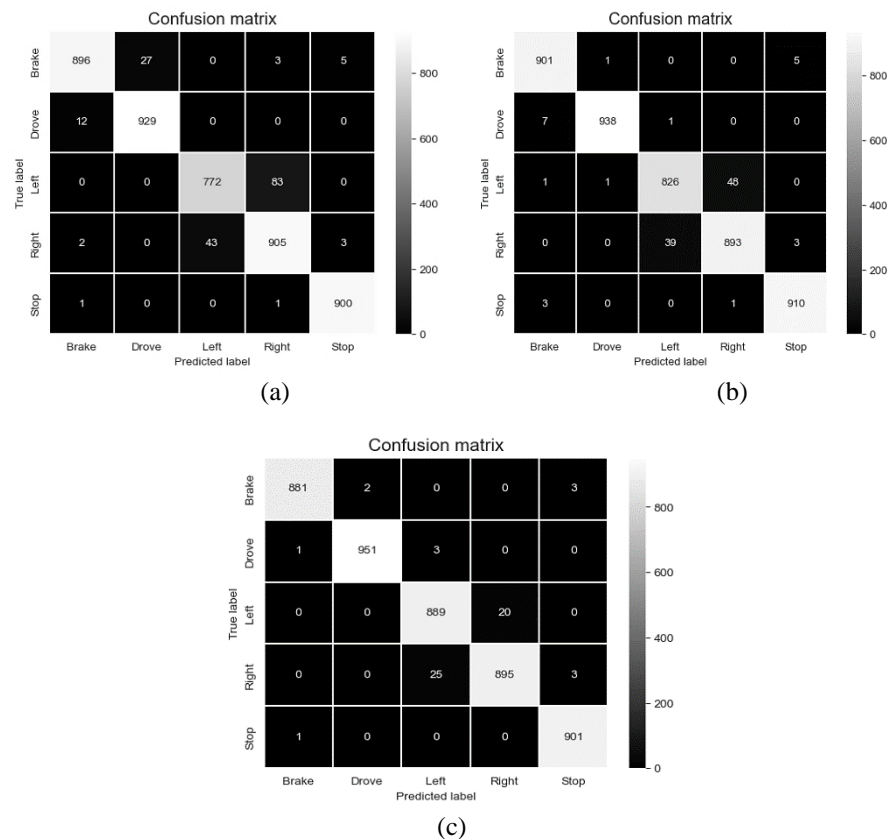 Confusion matrix
Brake 896 27 0 3 5
Drove 12 929 0 0 0
Left 0 0 772 83 0
Right 2 0 43 905 3
Stop 1 0 0 1 900
True label
Brake Drove Left Right Stop
Predicted label
800
600
400
200
0
(a)
Confusion matrix
Brake 901 1 0 0 5
Drove 7 938 1 0 0
Left 1 1 826 48 0
Right 0 0 39 893 3
Stop 3 0 0 1 910
True label
Brake Drove Left Right Stop
Predicted label
800
600
400
200
0
(b)
Confusion matrix
Brake 881 2 0 0 3
Drove 1 951 3 0 0
Left 0 0 889 20 0
Right 0 0 25 895 3
Stop 1 0 0 0 901
True label
Brake Drove Left Right Stop
Predicted label
800
600
400
200
0
(c)